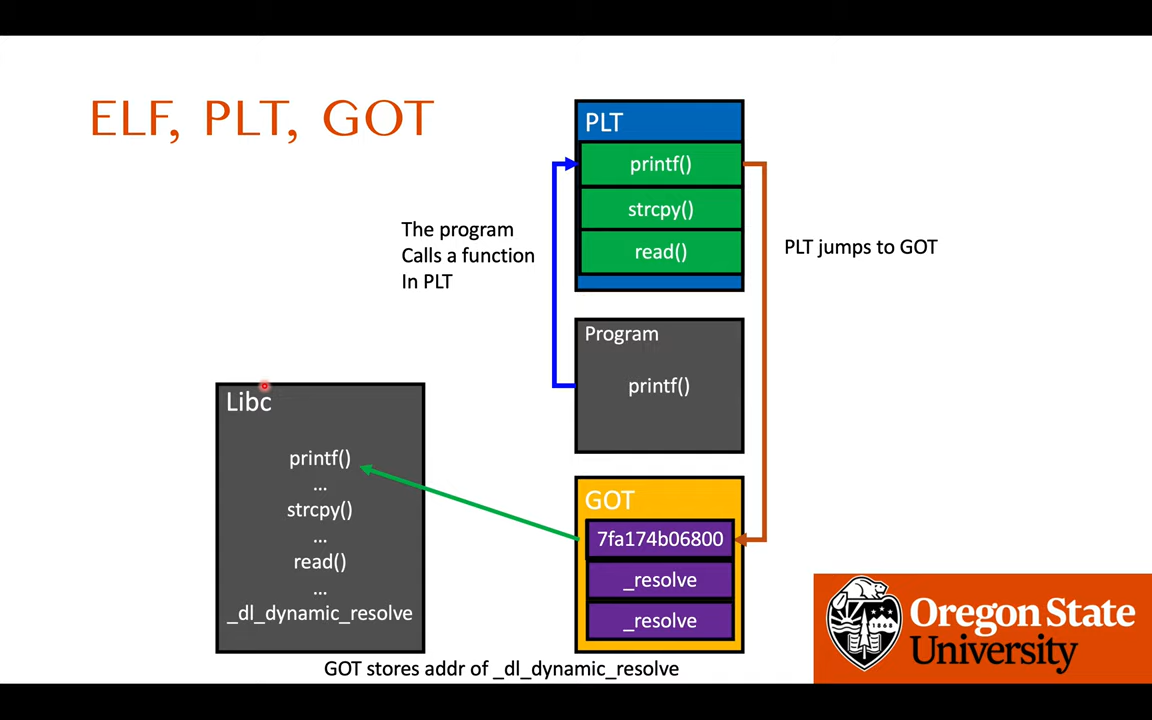 ELF, PLT, GOT
PLT
printf()
strcpy()
read()
The program
Calls a function
In PLT
PLT jumps to GOT
Program
printf()
Libc
printf()
...
strcpy()
...
read()
...
_dl_dynamic_resolve
GOT
7fa174b06800
_resolve
_resolve
GOT stores addr of _dl_dynamic_resolve
Oregon State
University